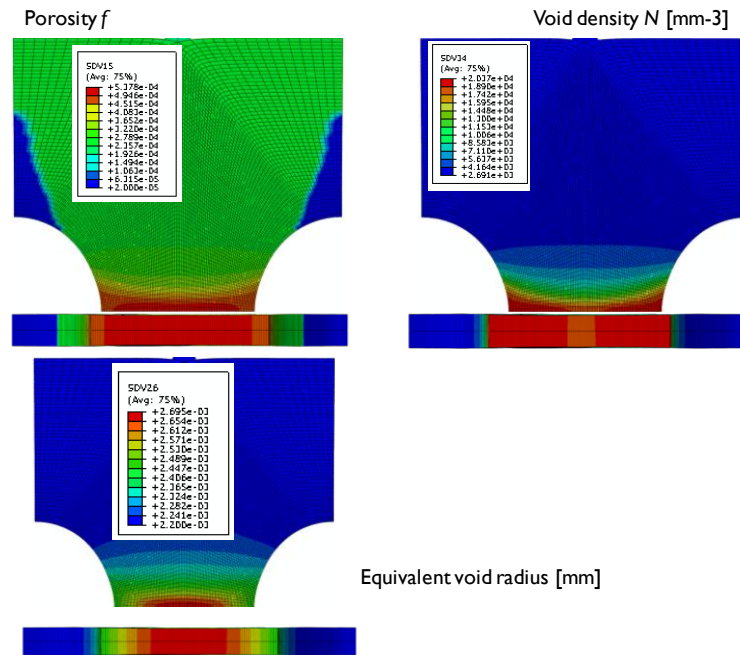 Porosity f
Void density N [mm-3]
SDV15
(Avg: 75%)
+5.378e-04
+4.946e-04
+4.515e-04
+4.083e-04
+3.652e-04
+3.220e-04
+2.789e-04
+2.357e-04
+1.926e-04
+1.494e-04
+1.063e-04
+6.315e-05
+2.000e-05
SDV34
(Avg: 75%)
+2.037e+04
+1.890e+04
+1.742e+04
+1.595e+04
+1.448e+04
+1.300e+04
+1.153e+04
+1.006e+04
+8.583e+03
+7.110e+03
+5.637e+03
+4.164e+03
+2.691e+03
SDV26
(Avg: 75%)
+2.695e-03
+2.654e-03
+2.612e-03
+2.571e-03
+2.530e-03
+2.489e-03
+2.447e-03
+2.406e-03
+2.365e-03
+2.324e-03
+2.282e-03
+2.241e-03
+2.200e-03
Equivalent void radius [mm]